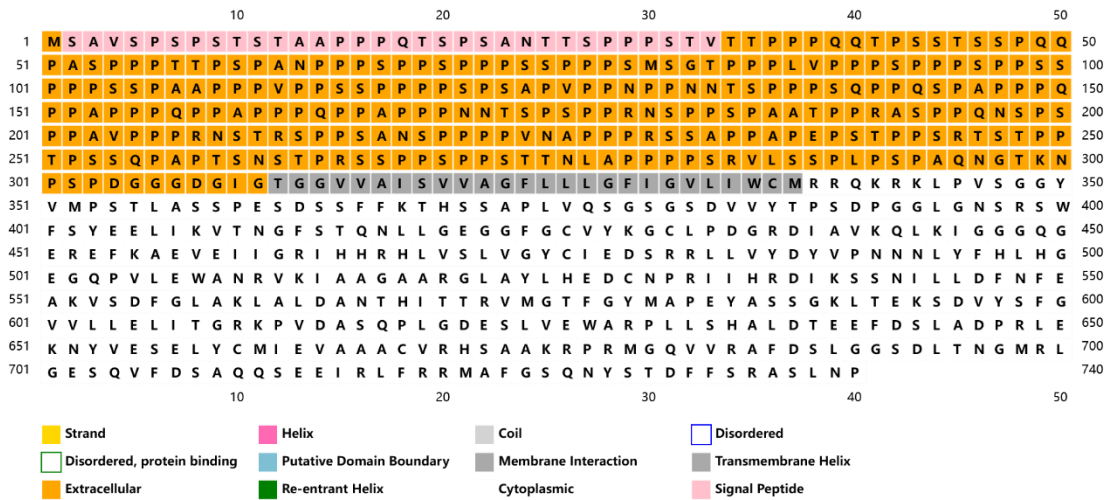 10 20 30 40 50
1 M S A V S P S P S T S T A A P P P Q T S P S A N T T S P P P S T V T T P P P Q Q T P S S T S S P Q Q 50
51 P A S P P P T T P S P A N P P P S P P P S P P P P S S P P P S M S G T P P P L V P P P S P P P S P P S S 100
101 P P P S S P A A P P P V P P S S P P P P S P S A P V P P N P P N N T S P P P S Q P P Q S P A P P P Q 150
151 P P A P P P Q P P A P P P Q P P A P P P N N T S P S P P R N S P P S P A A T P P R A S P P Q N S P S 200
201 P P A V P P P R N S T R S P P S A N S P P P P V N A P P P R S S A P P A P E P S T P P S R T S T P P 250
251 T P S S Q P A P T S N S T P R S S P P S P P S T T N L A P P P P S R V L S S P L P S P A Q N G T K N 300
301 P S P D G G G D G I G T G G V V A I S V V A G F L L L G F I G V L I W C M R R Q K R K L P V S G G Y 350
351 V M P S T L A S S P E S D S S F F K T H S S A P L V Q S G S G S D V V Y T P S D P G G L G N S R S W 400
401 F S Y E E L I K V T N G F S T Q N L L G E G G F G C V Y K G C L P D G R D I A V K Q L K I G G G Q G 450
451 E R E F K A E V E I I G R I H H R H L V S L V G Y C I E D S R R L L V Y D Y V P N N N L Y F H L H G 500
501 E G Q P V L E W A N R V K I A A G A A R G L A Y L H E D C N P R I I H R D I K S S N I L L D F N F E 550
551 A K V S D F G L A K L A L D A N T H I T T R V M G T F G Y M A P E Y A S S G K L T E K S D V Y S F G 600
601 V V L L E L I T G R K P V D A S Q P L G D E S L V E W A R P L L S H A L D T E E F D S L A D P R L E 650
651 K N Y V E S E L Y C M I E V A A A C V R H S A A K R P R M G Q V V R A F D S L G G S D L T N G M R L 700
701 G E S Q V F D S A Q Q S E E I R L F R R M A F G S Q N Y S T D F F S R A S L N P 740
10 20 30 40 50
Strand Helix Coil Disordered
Disordered, protein binding Putative Domain Boundary Membrane Interaction Transmembrane Helix
Extracellular Re-entrant Helix Cytoplasmic Signal Peptide